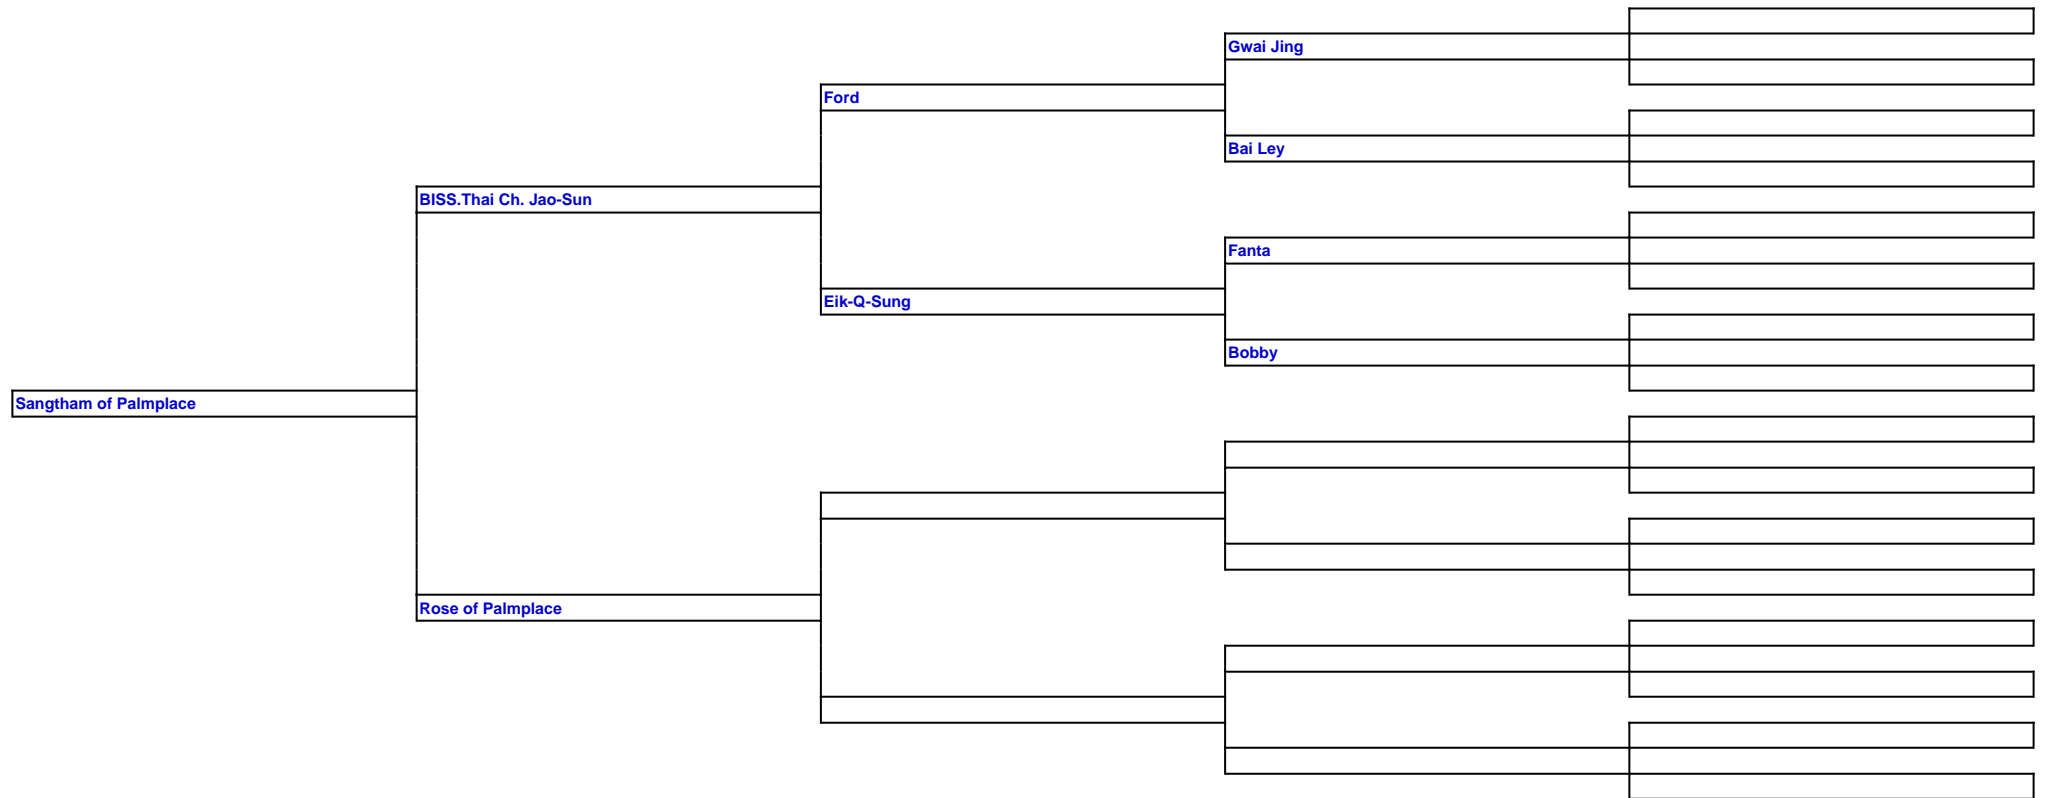 Gwai Jing
Ford
Bai Ley
BISS.Thai Ch. Jao-Sun
Fanta
Eik-Q-Sung
Bobby
Sangtham of Palmplace
Rose of Palmplace